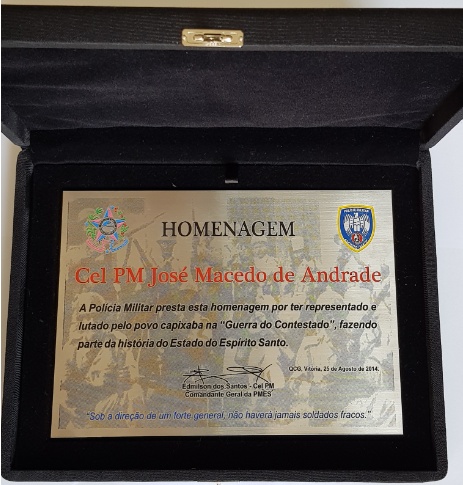 HOMENAGEM
Cel PM José Macedo de Andrade
A Polícia Militar presta esta homenagem por ter representado e
lutado pelo povo capixaba na “Guerra do Contestado”, fazendo
parte da história do Estado do Espírito Santo.
QCG, Vitória, 25 de Agosto de 2014.
Edmilson dos Santos - Cel PM
Comandante Geral da PMES
“Sob a direção de um forte general, não haverá jamais soldados fracos.”